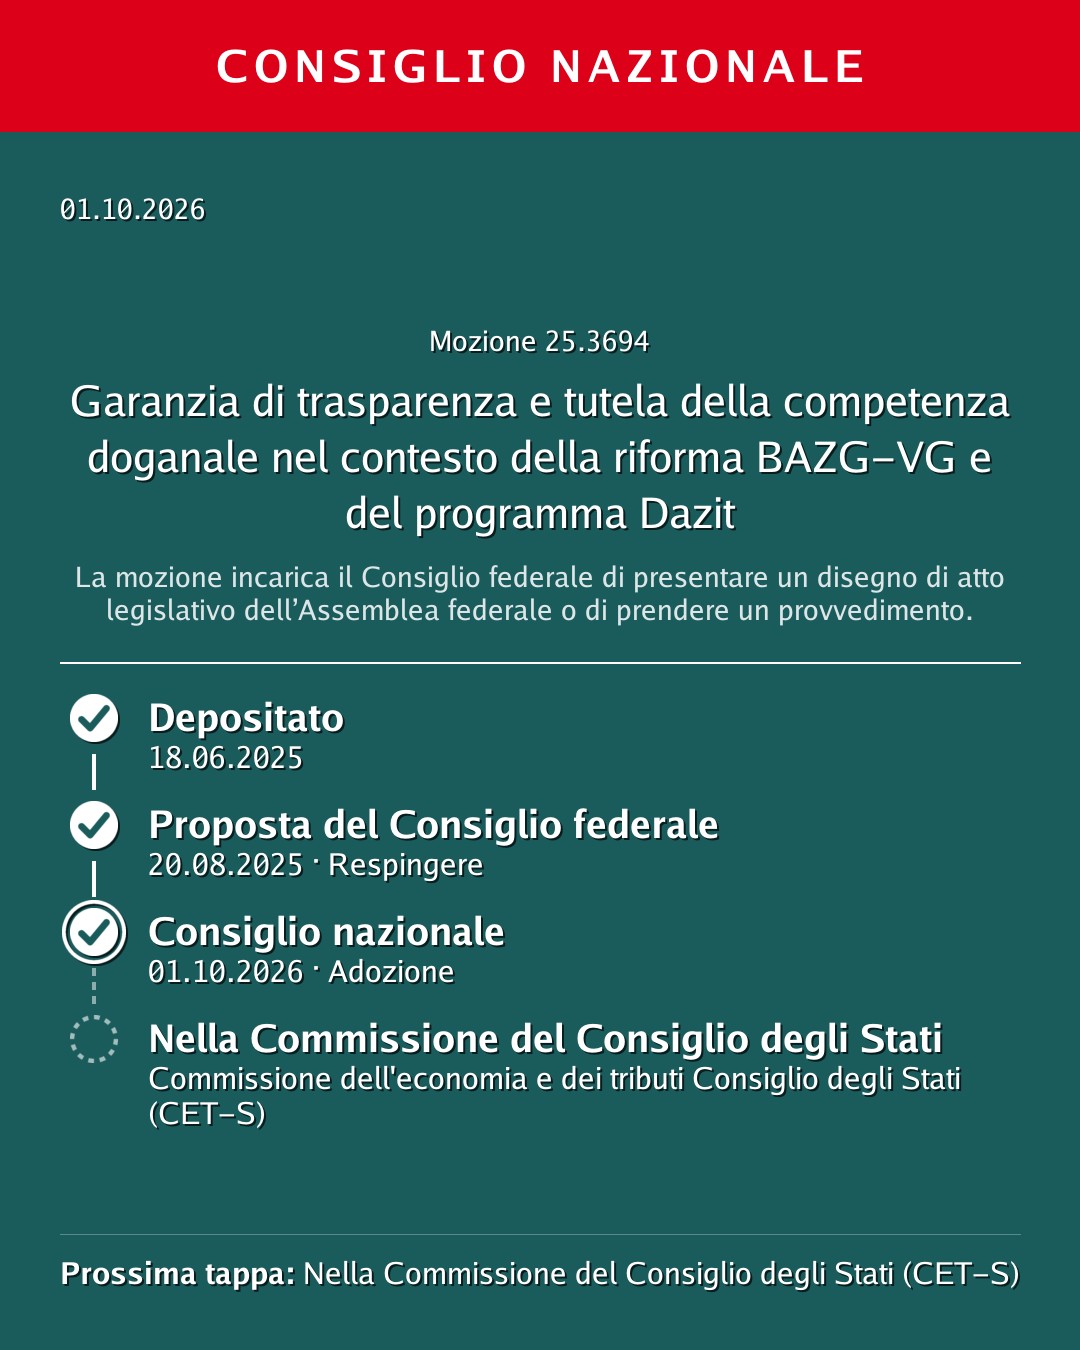 CONSIGLIO NAZIONALE
01.10.2026
Mozione 25.3694
Garanzia di trasparenza e tutela della competenza
doganale nel contesto della riforma BAZG–VG e
del programma Dazit
La mozione incarica il Consiglio federale di presentare un disegno di atto
legislativo dell’Assemblea federale o di prendere un provvedimento.
Depositato
18.06.2025
Proposta del Consiglio federale
20.08.2025 · Respingere
Consiglio nazionale
01.10.2026 · Adozione
Nella Commissione del Consiglio degli Stati
Commissione dell'economia e dei tributi Consiglio degli Stati
(CET–S)
Prossima tappa: Nella Commissione del Consiglio degli Stati (CET–S)